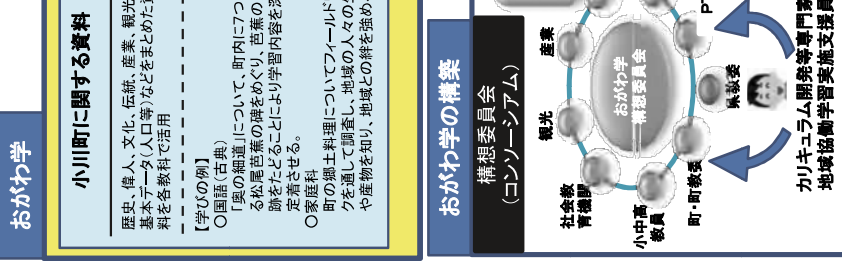 おがわ学
小川町に関する資料
歴史、偉人、文化、伝統、産業、観光
基本データ(人口等)などをまとめた資
料を各教科で活用
【学びの例】
○国語(古典)
「奥の細道」について、町内に7つ
る松尾芭蕉の碑をめぐり、芭蕉の
跡をたどることにより学習内容を深
定着させる。
○家庭科
町の郷土料理についてフィールド
クを通して調査し、地域の人々の
や産物を知り、地域との絆を強め
おがわ学の構築
構想委員会
(コンソーシアム)
産業
観光
社会教
育機関
小中高
教員
町・町教委
県教委
P
おがわ学
構想委員会
カリキュラム開発等専門家
地域協働学習実施支援員